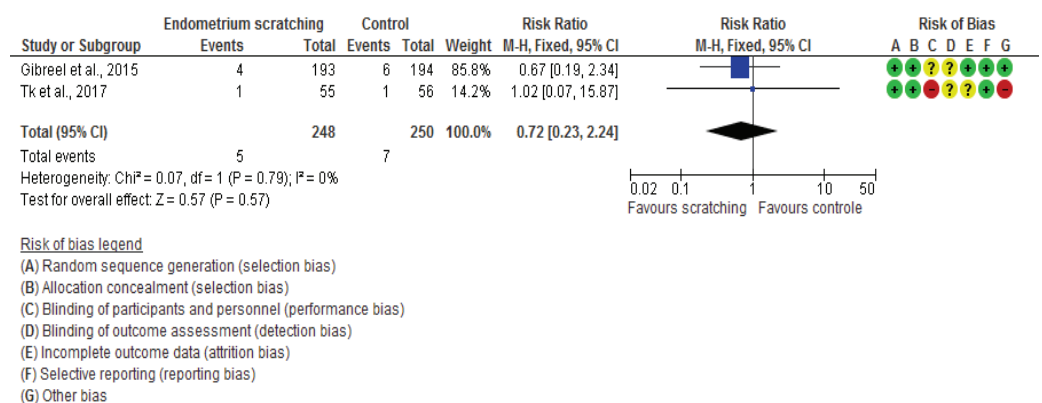 Endometrium scratching Control Risk Ratio Risk Ratio Risk of Bias
Study or Subgroup Events Total Events Total Weight M-H, Fixed, 95% CI M-H, Fixed, 95% CI A B C D E F G
Gibreel et al., 2015 4 193 6 194 85.8% 0.67 [0.19, 2.34] + + ? ? + + +
Tk et al., 2017 1 55 1 56 14.2% 1.02 [0.07, 15.87] + + - ? ? + -
Total (95% CI) 248 250 100.0% 0.72 [0.23, 2.24]
Total events 5 7
Heterogeneity: Chi² = 0.07, df = 1 (P = 0.79); I² = 0%
Test for overall effect: Z = 0.57 (P = 0.57)
0.02 0.1 1 10 50
Favours scratching Favours controle
Risk of bias legend
(A) Random sequence generation (selection bias)
(B) Allocation concealment (selection bias)
(C) Blinding of participants and personnel (performance bias)
(D) Blinding of outcome assessment (detection bias)
(E) Incomplete outcome data (attrition bias)
(F) Selective reporting (reporting bias)
(G) Other bias